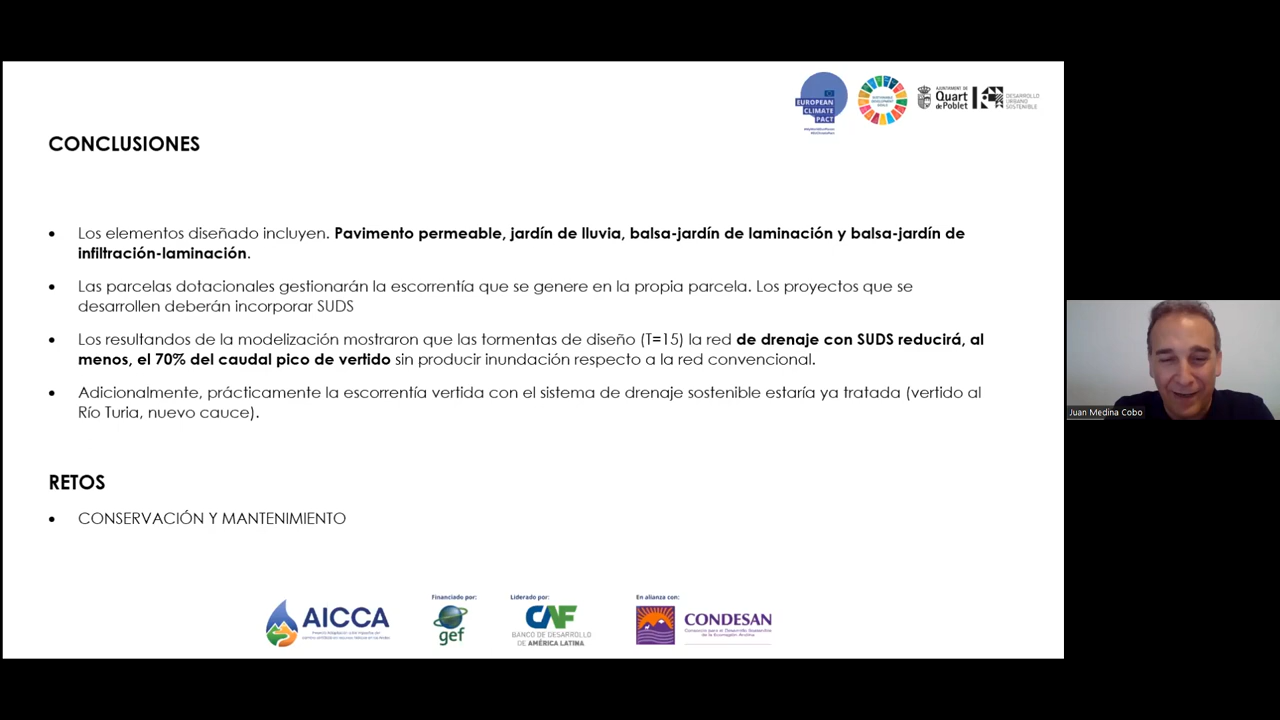 EUROPEAN
CLIMATE
PACT
SUSTAINABLE
DEVELOPMENT
AJUNTAMENT DE
Quart
de Poblet
DESARROLLO
URBANO
SOSTENIBLE
CONCLUSIONES
• Los elementos diseñado incluyen. Pavimento permeable, jardín de lluvia, balsa-jardín de laminación y balsa-jardín de
infiltración-laminación.
• Las parcelas dotacionales gestionarán la escorrentía que se genere en la propia parcela. Los proyectos que se
desarrollen deberán incorporar SUDS
• Los resultandos de la modelización mostraron que las tormentas de diseño (T=15) la red de drenaje con SUDS reducirá, al
menos, el 70% del caudal pico de vertido sin producir inundación respecto a la red convencional.
• Adicionalmente, prácticamente la escorrentía vertida con el sistema de drenaje sostenible estaría ya tratada (vertido al
Río Turia, nuevo cauce).
RETOS
• CONSERVACIÓN Y MANTENIMIENTO
Juan Medina Cobo
AICCA
Financiado por:
gef
Liderado por:
CAF
BANCO DE DESARROLLO
DE AMÉRICA LATINA
En alianza con:
CONDESAN